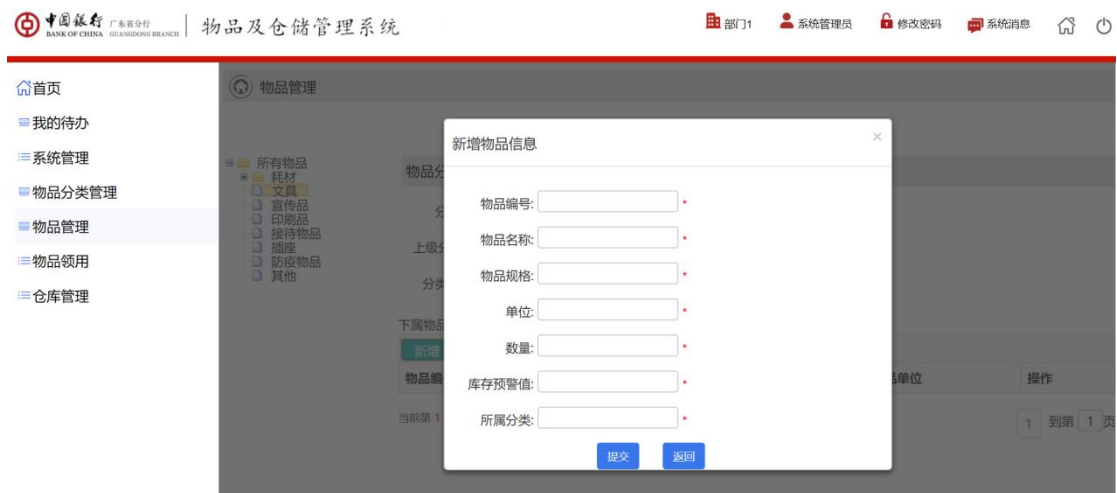 中国银行 广东省分行
BANK OF CHINA GUANGDONG BRANCH
物品及仓储管理系统
部门1 系统管理员 修改密码 系统消息
首页
我的待办
系统管理
物品分类管理
物品管理
物品领用
仓库管理
物品管理
所有物品
耗材
文具
宣传品
印刷品
接待物品
插座
防疫物品
其他
物品分
分
上级分
分类
下属物品
新增
物品编
品单位 操作
当前第 1
1 到第 1 页
新增物品信息 ×
物品编号: *
物品名称: *
物品规格: *
单位: *
数量: *
库存预警值: *
所属分类: *
提交 返回